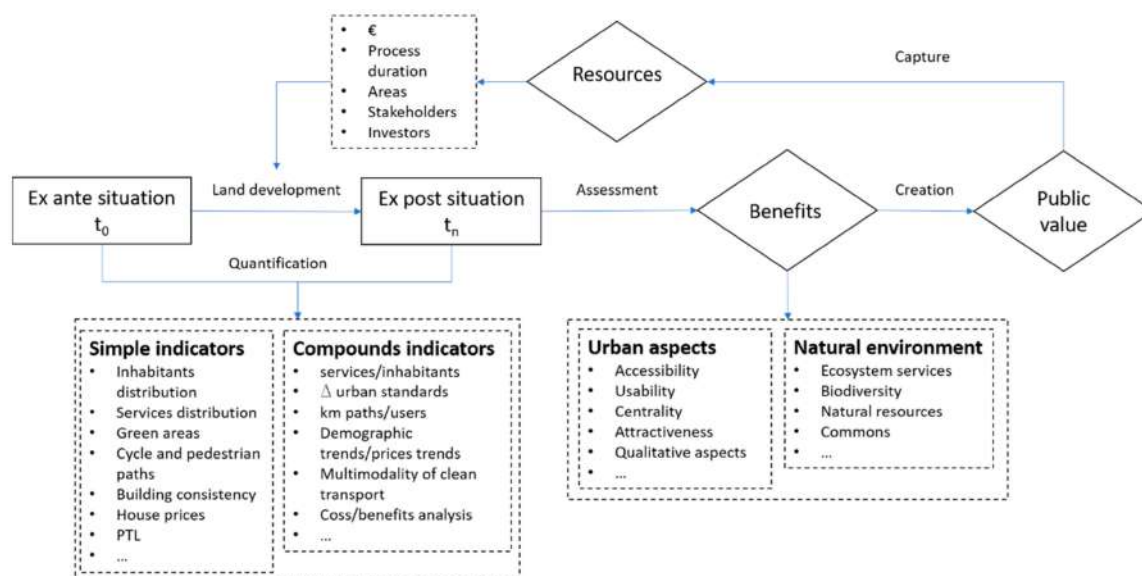 • €
• Process
duration
• Areas
• Stakeholders
• Investors
Resources
Capture
Ex ante situation
t₀
Land development
Ex post situation
tₙ
Assessment
Benefits
Creation
Public
value
Quantification
Simple indicators
• Inhabitants
distribution
• Services distribution
• Green areas
• Cycle and pedestrian
paths
• Building consistency
• House prices
• PTL
• ...
Compounds indicators
• services/inhabitants
• Δ urban standards
• km paths/users
• Demographic
trends/prices trends
• Multimodality of clean
transport
• Coss/benefits analysis
• ...
Urban aspects
• Accessibility
• Usability
• Centrality
• Attractiveness
• Qualitative aspects
• ...
Natural environment
• Ecosystem services
• Biodiversity
• Natural resources
• Commons
• ...